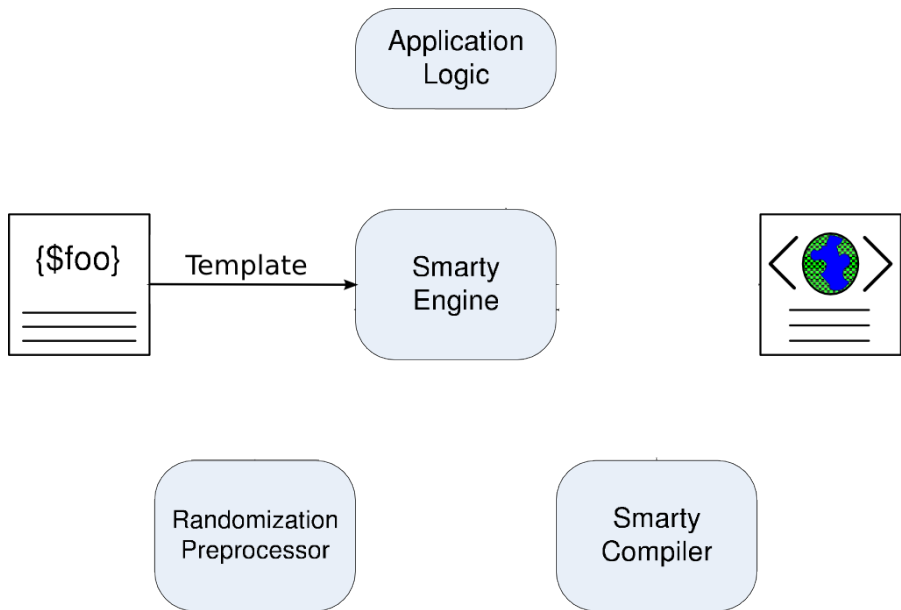 Application
Logic
{$foo}
Template
Smarty
Engine
Randomization
Preprocessor
Smarty
Compiler